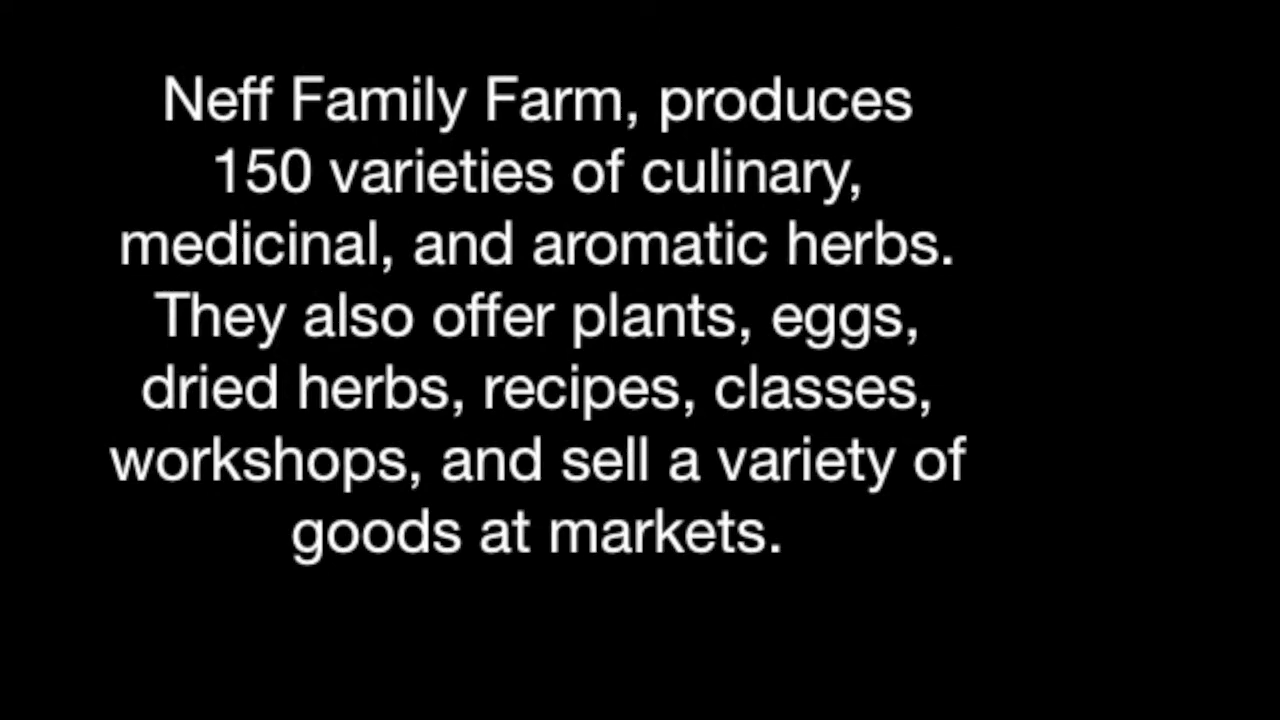 Neff Family Farm, produces
150 varieties of culinary,
medicinal, and aromatic herbs.
They also offer plants, eggs,
dried herbs, recipes, classes,
workshops, and sell a variety of
goods at markets.